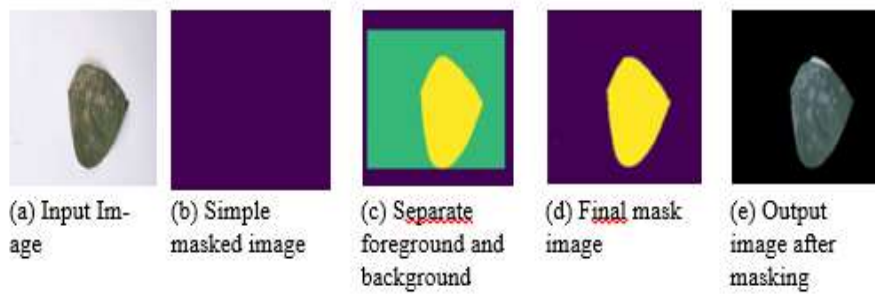 (a) Input Im-
age
(b) Simple
masked image
(c) Separate
foreground and
background
(d) Final mask
image
(e) Output
image after
masking